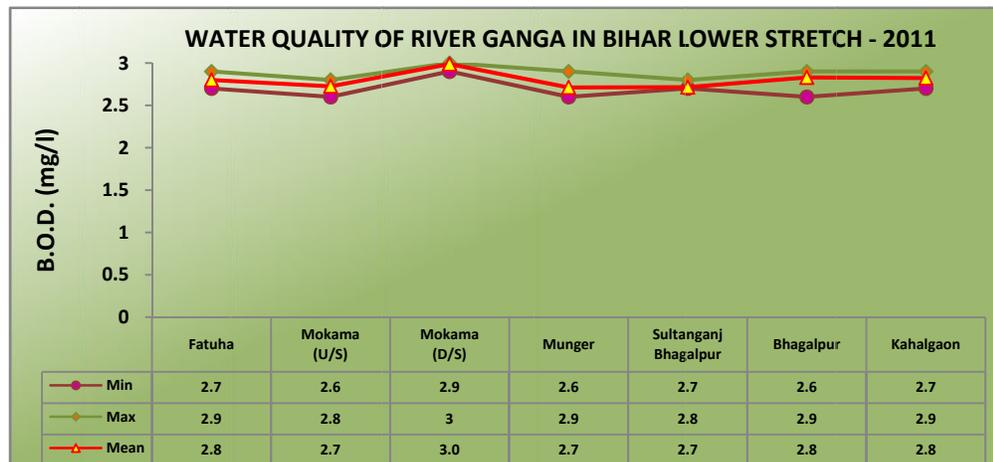 WATER QUALITY OF RIVER GANGA IN BIHAR LOWER STRETCH - 2011
B.O.D. (mg/l)
3
2.5
2
1.5
1
0.5
0
Fatuha Mokama (U/S) Mokama (D/S) Munger Sultanganj Bhagalpur Bhagalpur Kahalgaon
Min 2.7 2.6 2.9 2.6 2.7 2.6 2.7
Max 2.9 2.8 3 2.9 2.8 2.9 2.9
Mean 2.8 2.7 3.0 2.7 2.7 2.8 2.8